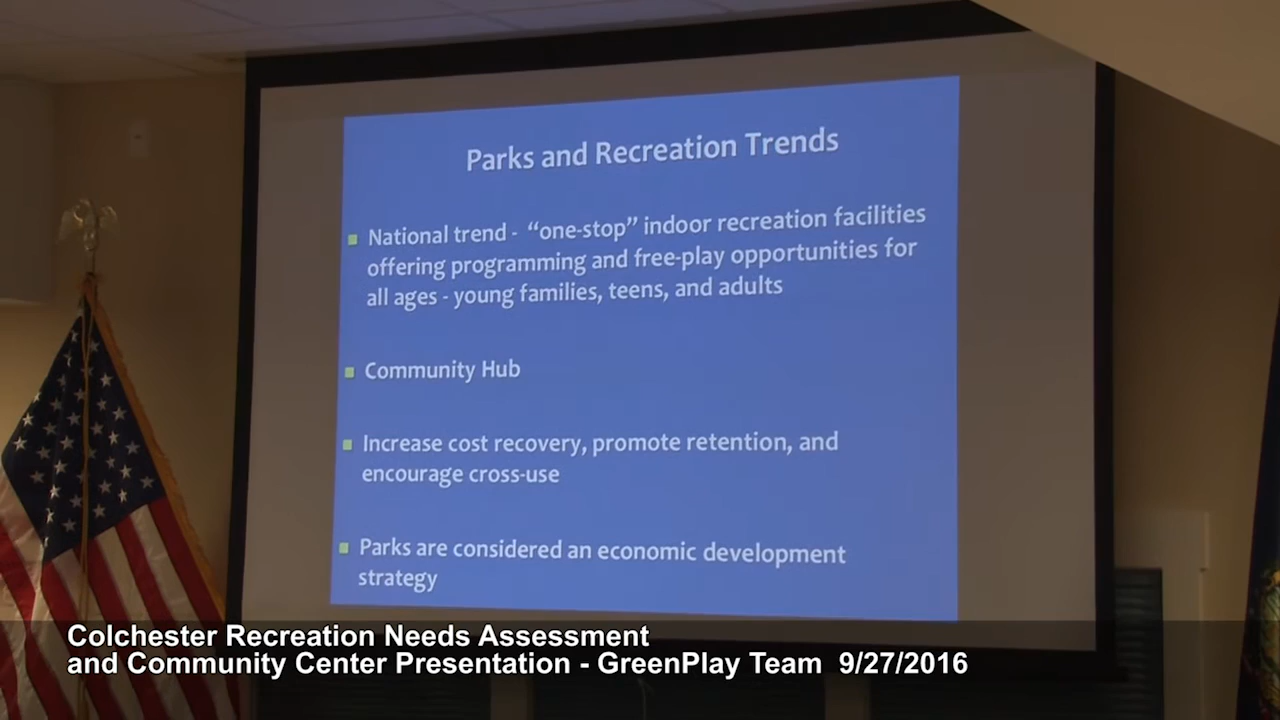 Parks and Recreation Trends
National trend - “one-stop” indoor recreation facilities
offering programming and free-play opportunities for
all ages - young families, teens, and adults
Community Hub
Increase cost recovery, promote retention, and
encourage cross-use
Parks are considered an economic development
strategy
Colchester Recreation Needs Assessment
and Community Center Presentation - GreenPlay Team 9/27/2016